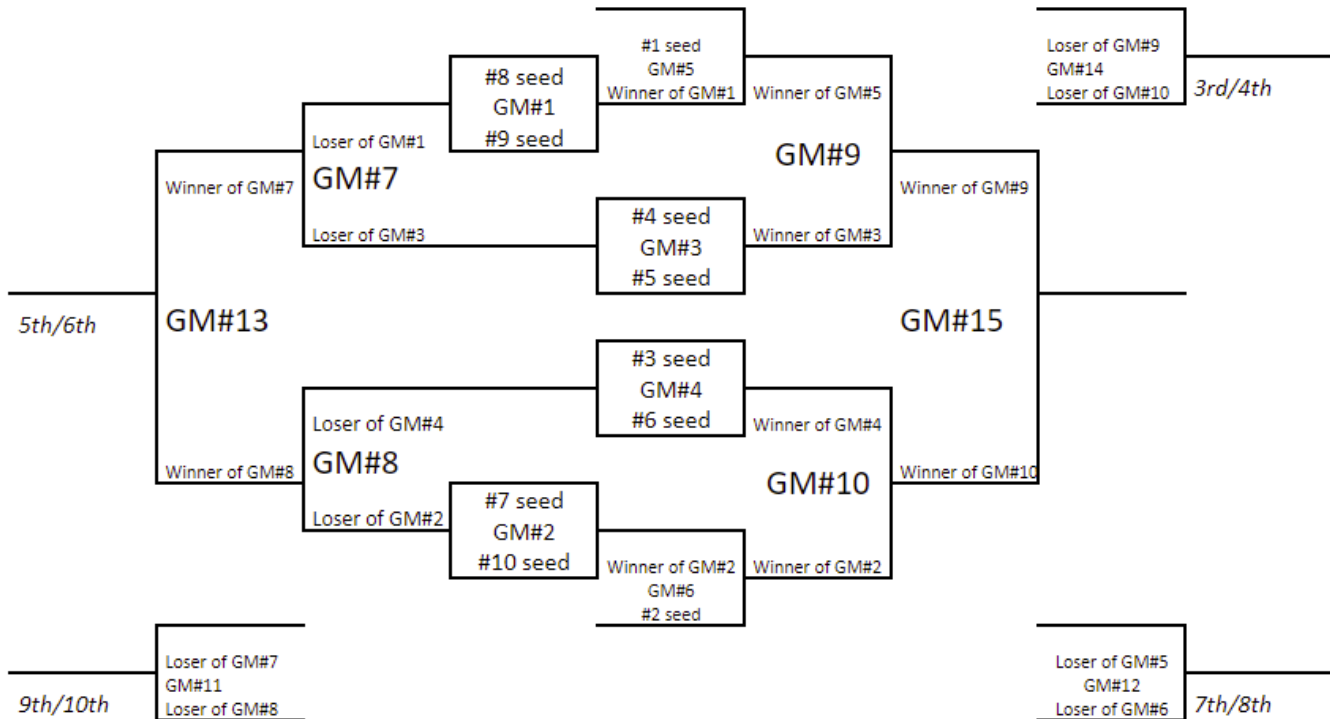 #1 seed
GM#5
Winner of GM#1
Loser of GM#9
GM#14
Loser of GM#10
3rd/4th
#8 seed
GM#1
#9 seed
Winner of GM#5
Loser of GM#1
GM#7
Loser of GM#3
GM#9
Winner of GM#7
Winner of GM#9
#4 seed
GM#3
#5 seed
Winner of GM#3
5th/6th
GM#13
GM#15
#3 seed
GM#4
#6 seed
Loser of GM#4
GM#8
Loser of GM#2
Winner of GM#4
GM#10
Winner of GM#8
Winner of GM#10
#7 seed
GM#2
#10 seed
Winner of GM#2
GM#6
#2 seed
Winner of GM#2
Loser of GM#7
GM#11
Loser of GM#8
9th/10th
Loser of GM#5
GM#12
Loser of GM#6
7th/8th